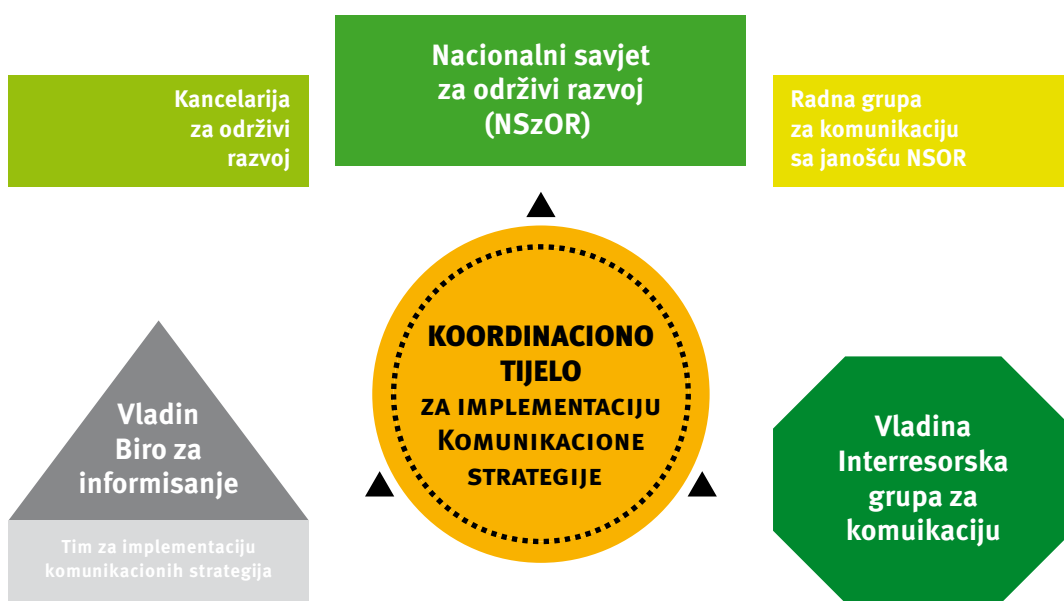 Nacionalni savjet
za održivi razvoj
(NSzOR)
Kancelarija
za održivi
razvoj
Radna grupa
za komunikaciju
sa janošću NSOR
KOORDINACIONO
TIJELO
ZA IMPLEMENTACIJU
KOMUNIKACIONE
STRATEGIJE
Vladin
Biro za
informisanje
Tim za implementaciju
komunikacionih strategija
Vladina
Interresorska
grupa za
komuikaciju